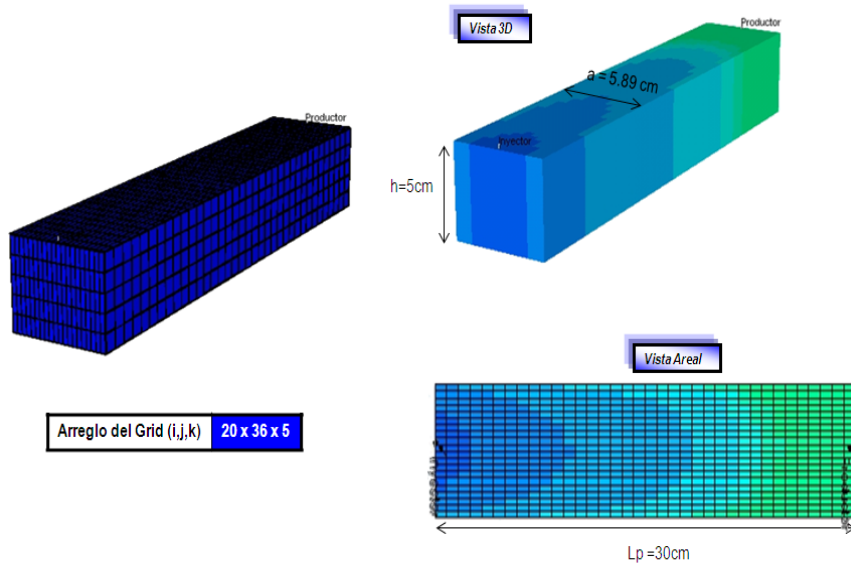 Vista 3D
Productor
a = 5.89 cm
Productor
Inyector
h=5cm
Vista Areal
Arreglo del Grid (i,j,k) 20 x 36 x 5
Lp =30cm